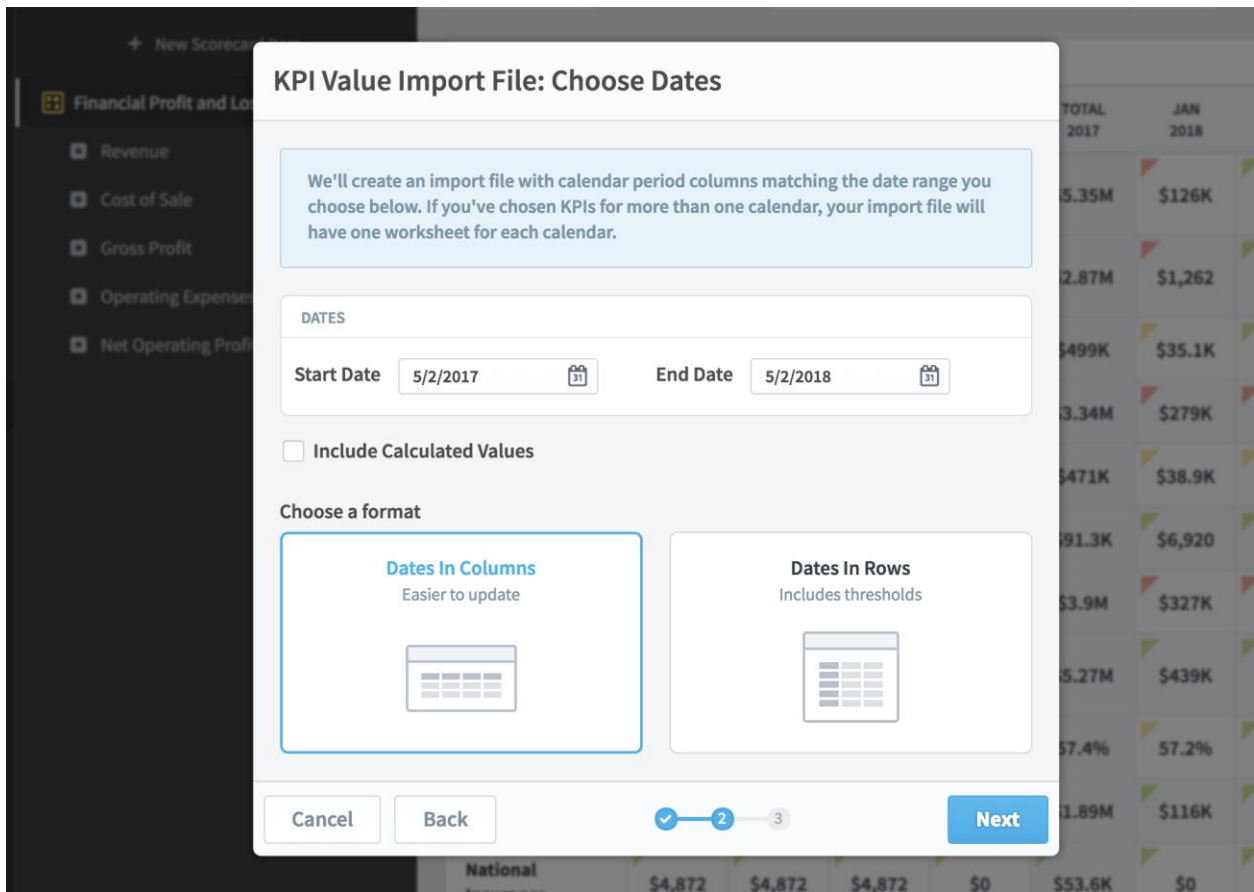 + New Scorecard
KPI Value Import File: Choose Dates
Financial Profit and Los
Revenue
Cost of Sale
Gross Profit
Operating Expenses
Net Operating Profi
We'll create an import file with calendar period columns matching the date range you
choose below. If you've chosen KPIs for more than one calendar, your import file will
have one worksheet for each calendar.
DATES
Start Date 5/2/2017 31 End Date 5/2/2018 31
Include Calculated Values
Choose a format
Dates In Columns
Easier to update
Dates In Rows
Includes thresholds
Cancel Back 2 3 Next
TOTAL JAN
2017 2018
5.35M $126K
2.87M $1,262
$499K $35.1K
3.34M $279K
$471K $38.9K
91.3K $6,920
$3.9M $327K
5.27M $439K
57.4% 57.2%
1.89M $116K
National
$4,872 $4,872 $4,872 $0 $53.6K $0